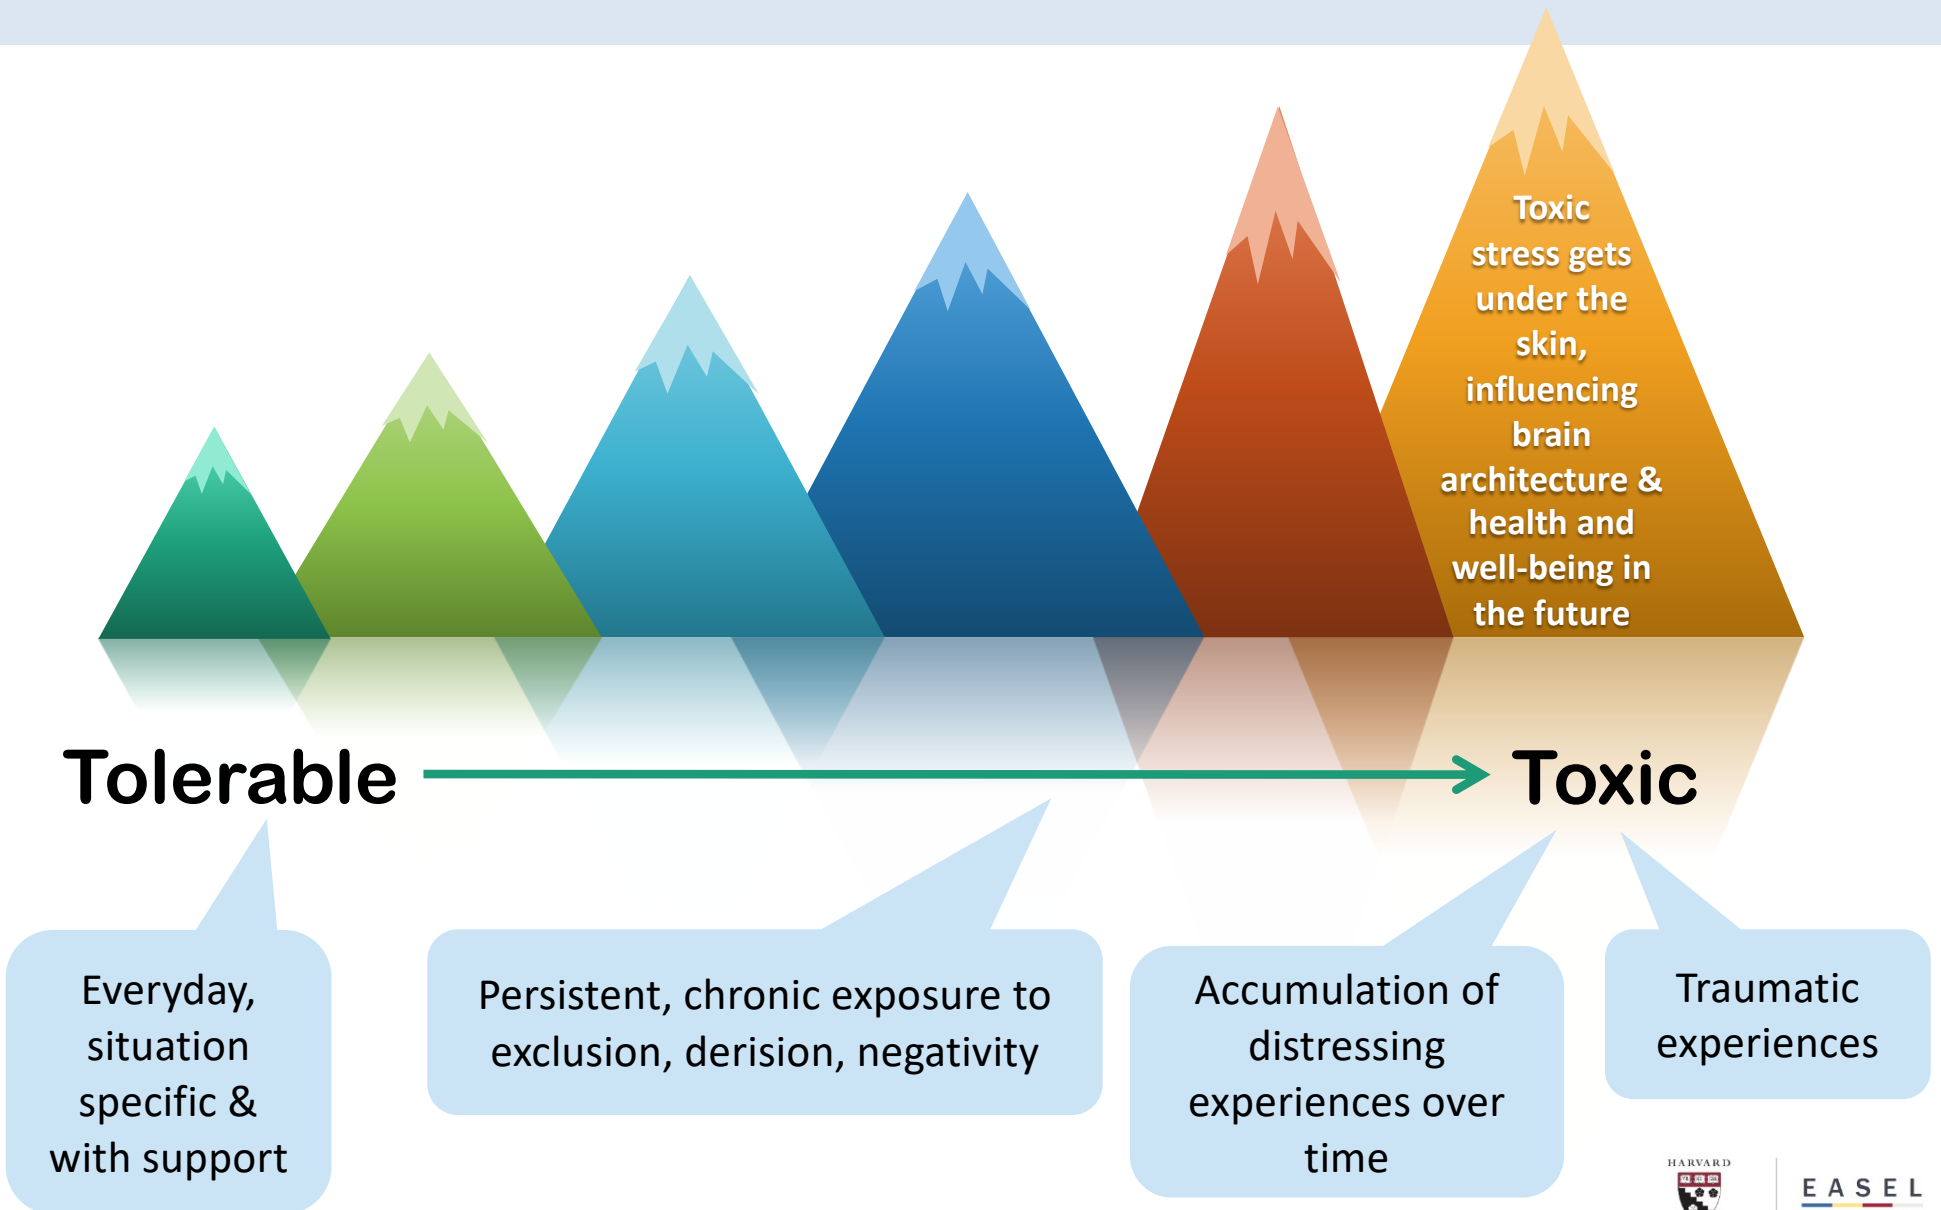 Toxic
stress gets
under the
skin,
influencing
brain
architecture &
health and
well-being in
the future
Tolerable
Toxic
Everyday,
situation
specific &
with support
Persistent, chronic exposure to
exclusion, derision, negativity
Accumulation of
distressing
experiences over
time
Traumatic
experiences
HARVARD
EASEL